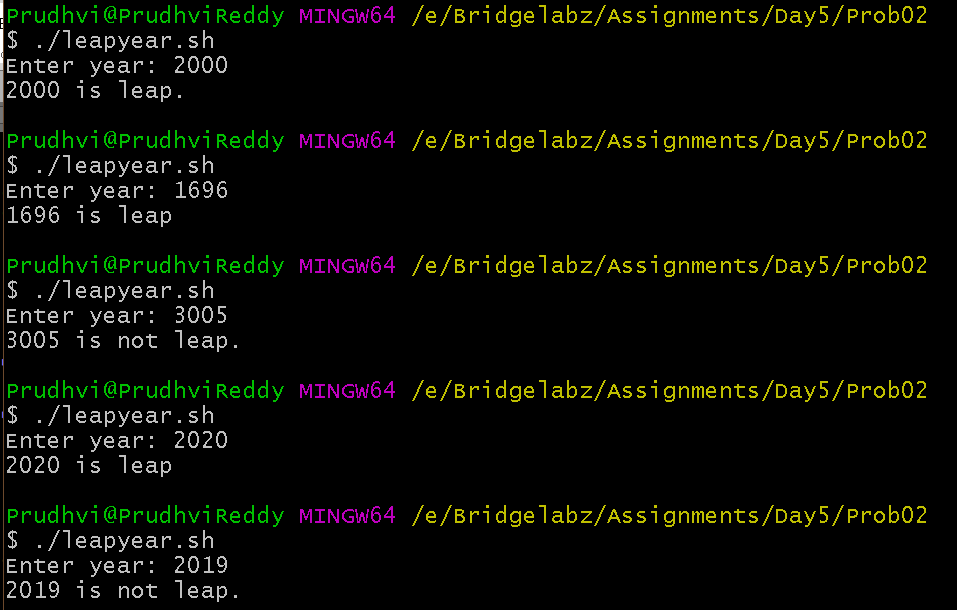 Prudhvi@PrudhviReddy MINGW64 /e/Bridgelabz/Assignments/Day5/Prob02
$ ./leapyear.sh
Enter year: 2000
2000 is leap.
Prudhvi@PrudhviReddy MINGW64 /e/Bridgelabz/Assignments/Day5/Prob02
$ ./leapyear.sh
Enter year: 1696
1696 is leap
Prudhvi@PrudhviReddy MINGW64 /e/Bridgelabz/Assignments/Day5/Prob02
$ ./leapyear.sh
Enter year: 3005
3005 is not leap.
Prudhvi@PrudhviReddy MINGW64 /e/Bridgelabz/Assignments/Day5/Prob02
$ ./leapyear.sh
Enter year: 2020
2020 is leap
Prudhvi@PrudhviReddy MINGW64 /e/Bridgelabz/Assignments/Day5/Prob02
$ ./leapyear.sh
Enter year: 2019
2019 is not leap.